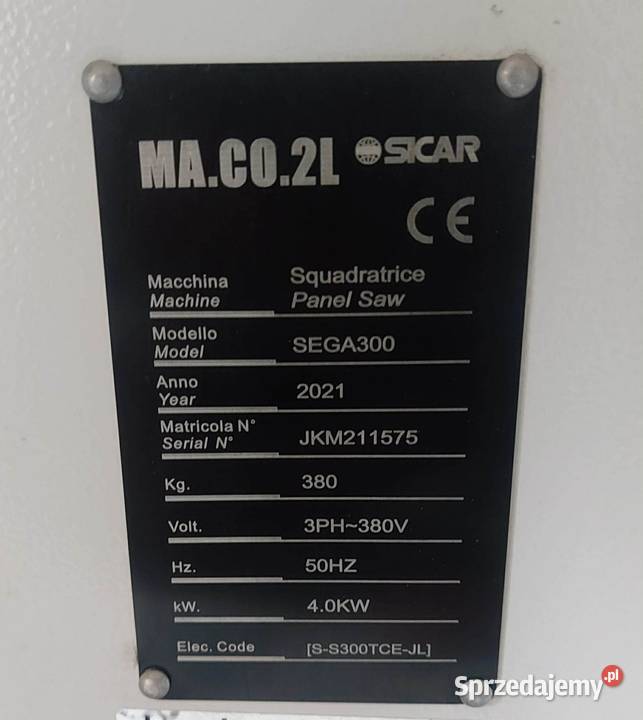 MA.CO.2L SICAR
CE
Macchina Squadratrice
Machine Panel Saw
Modello
Model SEGA300
Anno
Year 2021
Matricola N°
Serial N° JKM211575
Kg. 380
Volt. 3PH~380V
Hz. 50HZ
kW. 4.0KW
Elec. Code [S-S300TCE-JL]
Sprzedajemy.pl